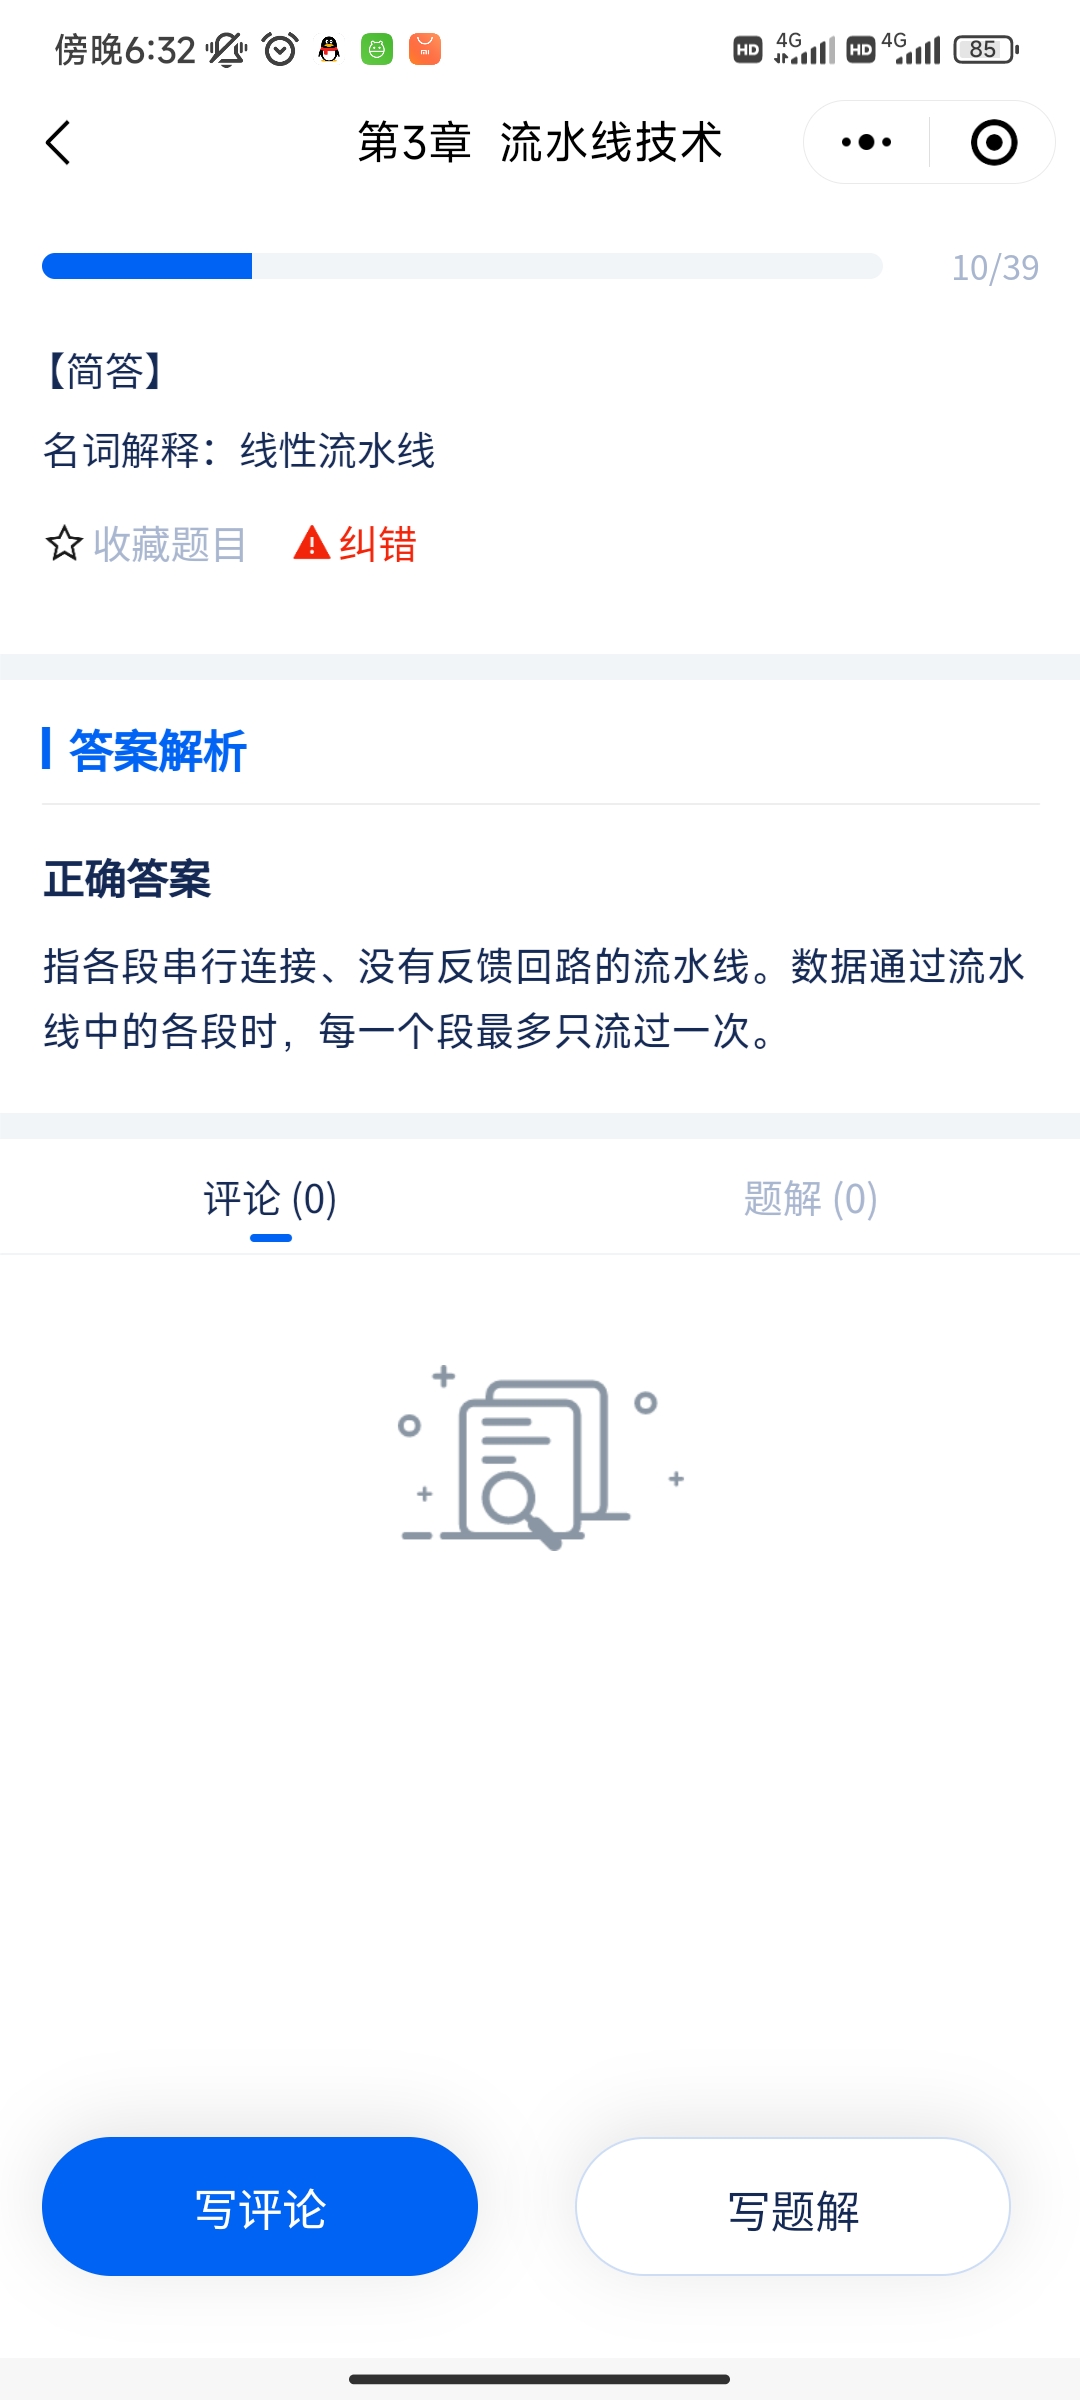 傍晚6:32
HD 4G HD 4G 85
第3章 流水线技术
10/39
【简答】
名词解释：线性流水线
收藏题目 纠错
答案解析
正确答案
指各段串行连接、没有反馈回路的流水线。数据通过流水
线中的各段时，每一个段最多只流过一次。
评论 (0) 题解 (0)
写评论 写题解